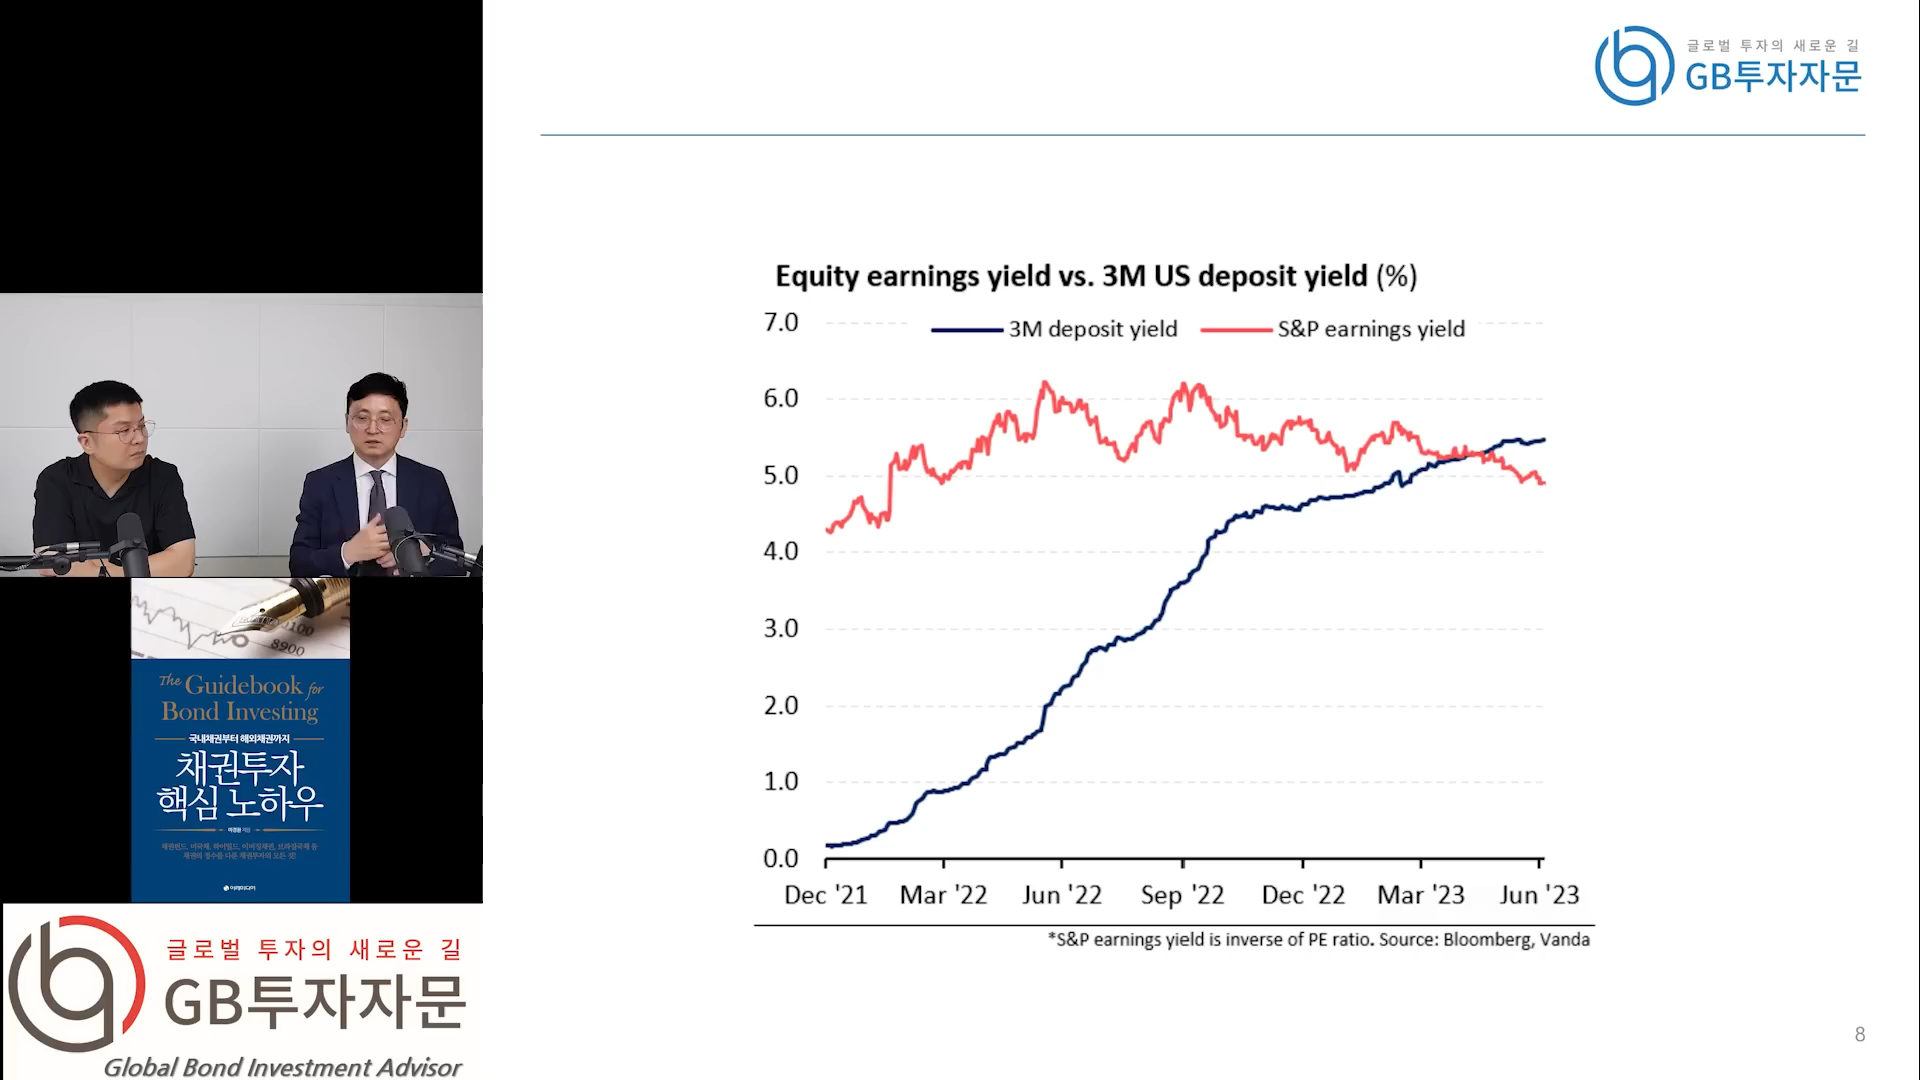 글로벌 투자의 새로운 길
GB투자자문
Equity earnings yield vs. 3M US deposit yield (%)
3M deposit yield
S&P earnings yield
7.0
6.0
5.0
4.0
3.0
2.0
1.0
0.0
Dec '21 Mar '22 Jun '22 Sep '22 Dec '22 Mar '23 Jun '23
*S&P earnings yield is inverse of PE ratio. Source: Bloomberg, Vanda
8
8900
The Guidebook for
Bond Investing
국내채권부터 해외채권까지
채권투자
핵심 노하우
글로벌 투자의 새로운 길
GB투자자문
Global Bond Investment Advisor